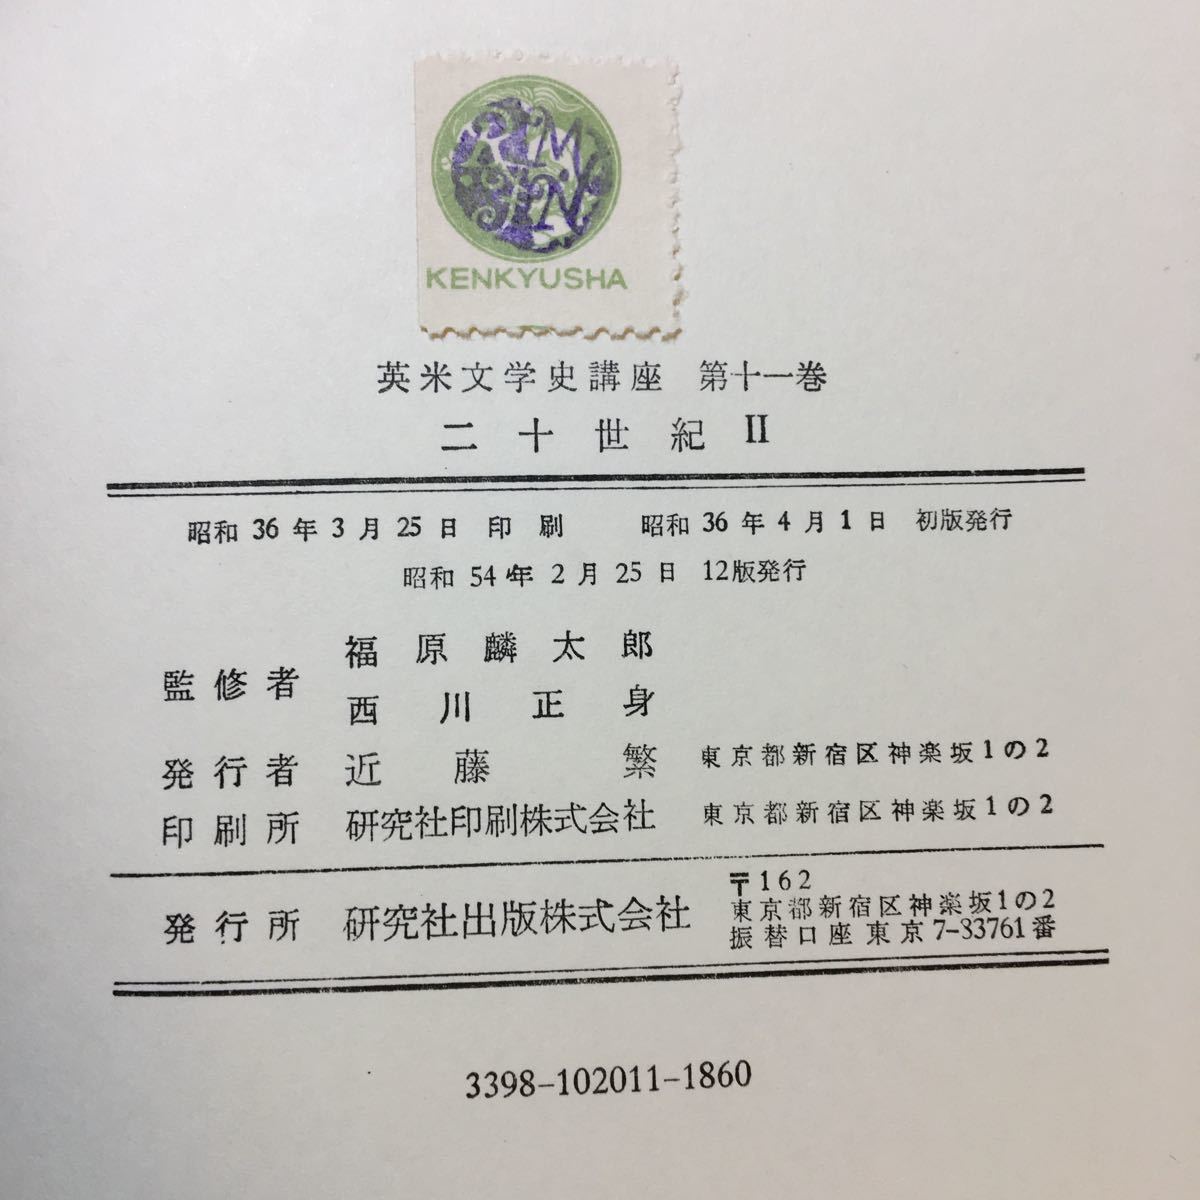 KENKYUSHA
英米文学史講座 第十一巻
二十世紀 II
昭和 36 年 3 月 25 日 印 刷 昭和 36 年 4 月 1 日 初版発行
昭和 54 年 2 月 25 日 12版発行
監修者 福原麟太郎
西川正身
発行者 近藤繁 東京都新宿区神楽坂1の2
印刷所 研究社印刷株式会社 東京都新宿区神楽坂1の2
発行所 研究社出版株式会社 〒162
東京都新宿区神楽坂1の2
振替口座 東京 7-33761 番
3398-102011-1860